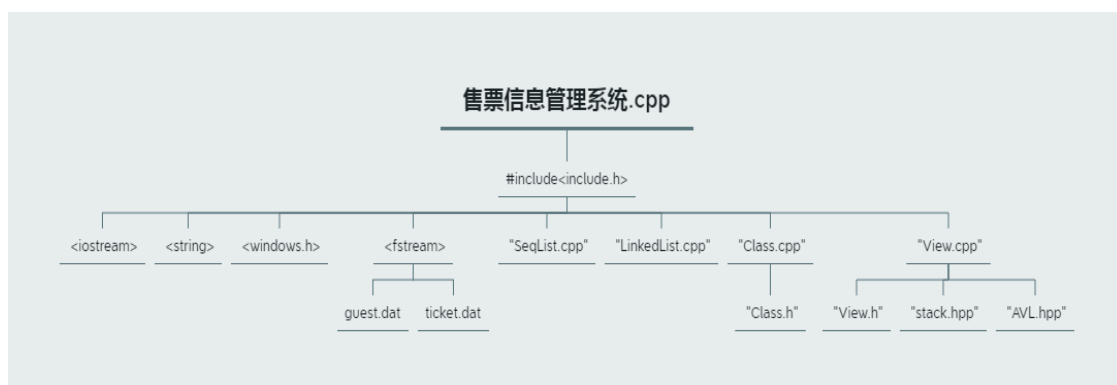 售票信息管理系统.cpp
#include<include.h>
<iostream> <string> <windows.h> <fstream> "SeqList.cpp" "LinkedList.cpp" "Class.cpp" "View.cpp"
guest.dat ticket.dat "Class.h" "View.h" "stack.hpp" "AVL.hpp"